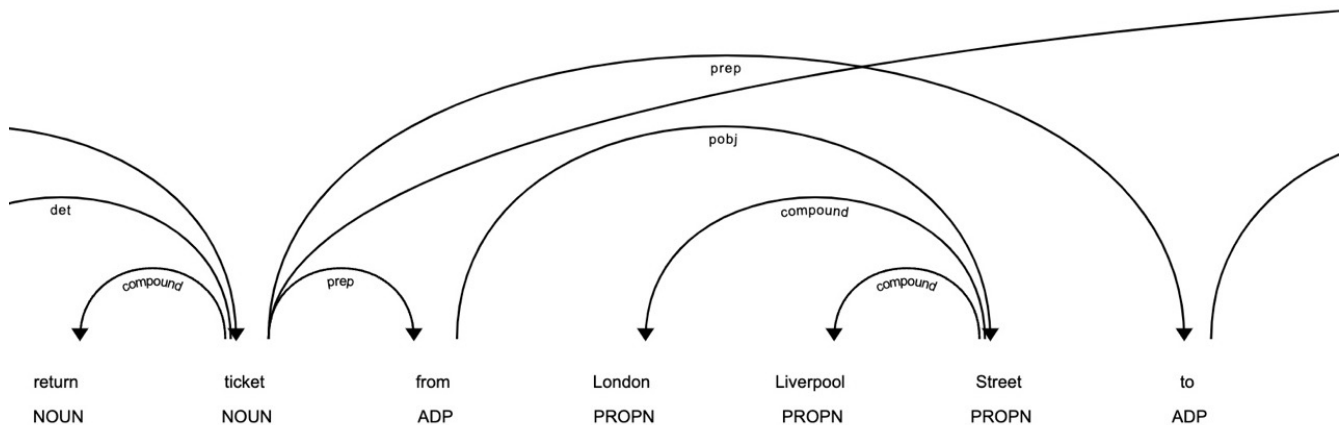 prep
pobj
det
compound
compound
prep
compound
return ticket from London Liverpool Street to
NOUN NOUN ADP PROPN PROPN PROPN ADP